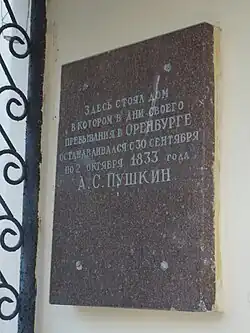 Здесь стоял дом
в котором в дни своего
пребывания в Оренбурге
останавливался с 30 сентября
по 2 октября 1833 года
А.С. Пушкин